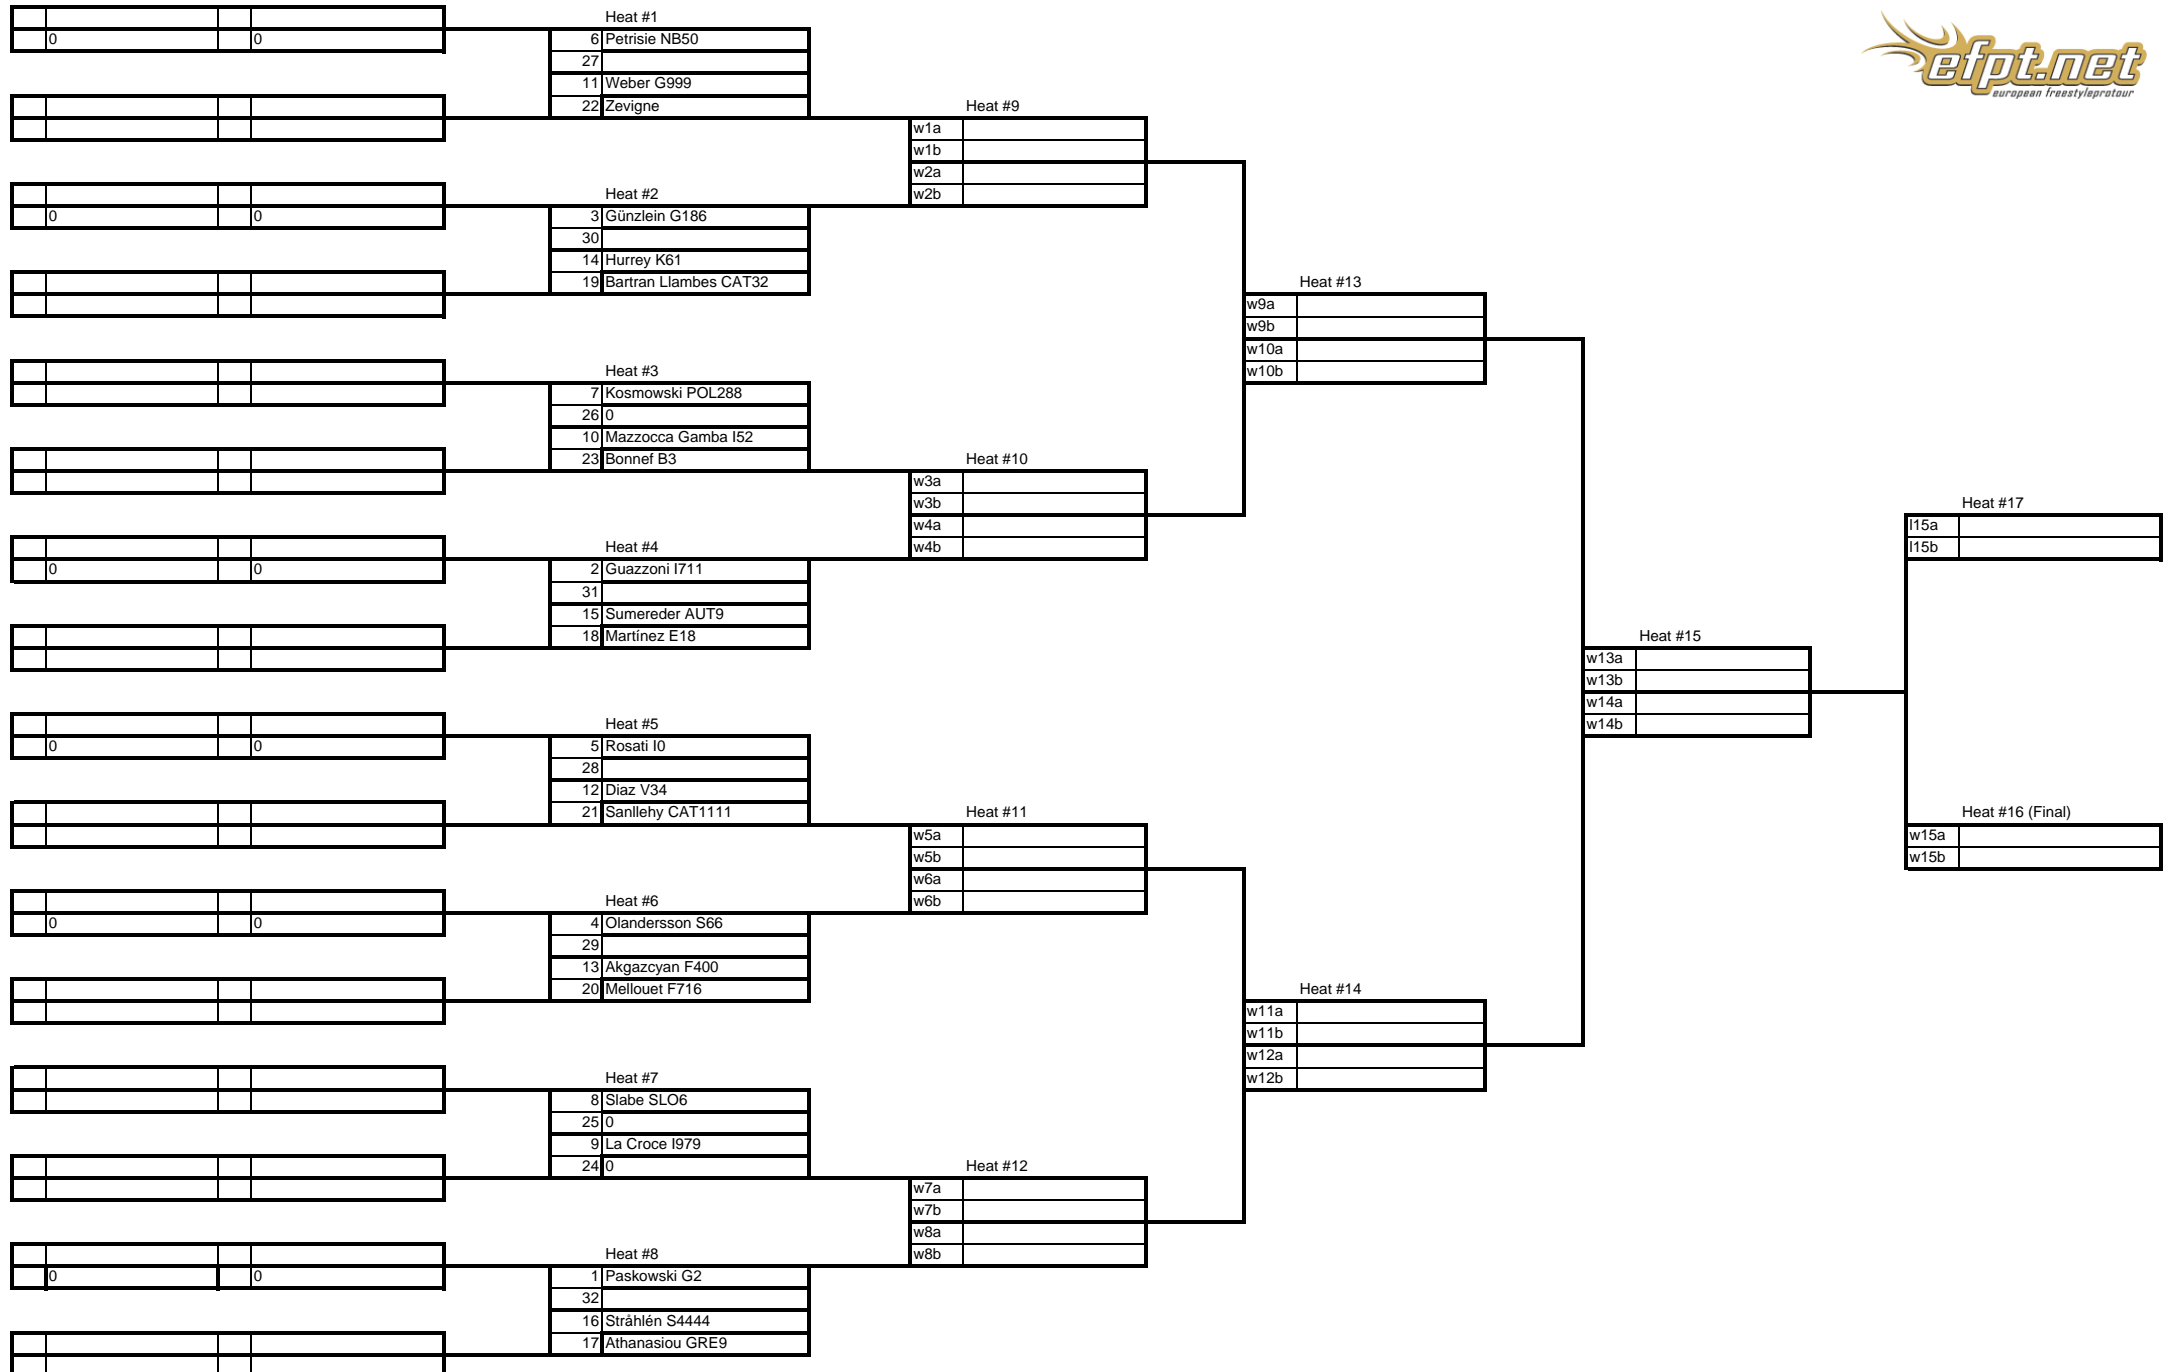 efpt.net
european freestyleprotour
0 0
Heat #1
6 Petrisie NB50
27
11 Weber G999
22 Zevigne
0 0
Heat #2
3 Günzlein G186
30
14 Hurrey K61
19 Bartran Llambes CAT32
Heat #3
7 Kosmowski POL288
26 0
10 Mazzocca Gamba I52
23 Bonnef B3
0 0
Heat #4
2 Guazzoni I711
31
15 Sumereder AUT9
18 Martínez E18
0 0
Heat #5
5 Rosati I0
28
12 Diaz V34
21 Sanllehy CAT1111
0 0
Heat #6
4 Olandersson S66
29
13 Akgazcyan F400
20 Mellouet F716
Heat #7
8 Slabe SLO6
25 0
9 La Croce I979
24 0
0 0
Heat #8
1 Paskowski G2
32
16 Stråhlén S4444
17 Athanasiou GRE9
Heat #9
w1a
w1b
w2a
w2b
Heat #10
w3a
w3b
w4a
w4b
Heat #11
w5a
w5b
w6a
w6b
Heat #12
w7a
w7b
w8a
w8b
Heat #13
w9a
w9b
w10a
w10b
Heat #14
w11a
w11b
w12a
w12b
Heat #15
w13a
w13b
w14a
w14b
Heat #17
l15a
l15b
Heat #16 (Final)
w15a
w15b